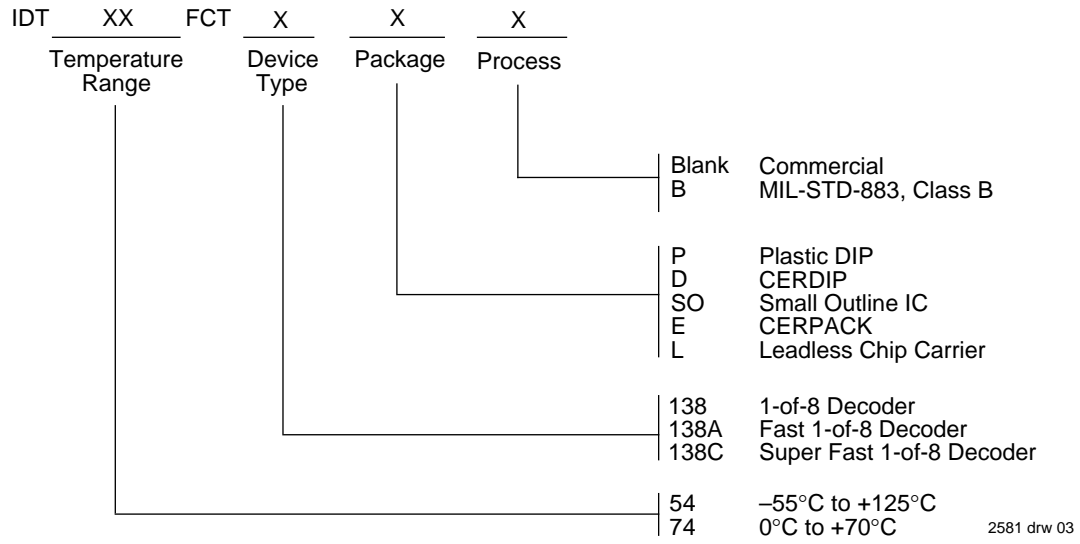 IDT XX FCT X X X
Temperature Range
Device Type
Package
Process
Blank Commercial
B MIL-STD-883, Class B
P Plastic DIP
D CERDIP
SO Small Outline IC
E CERPACK
L Leadless Chip Carrier
138 1-of-8 Decoder
138A Fast 1-of-8 Decoder
138C Super Fast 1-of-8 Decoder
54 –55°C to +125°C
74 0°C to +70°C
2581 drw 03